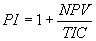 PI = 1 + NPV / TIC